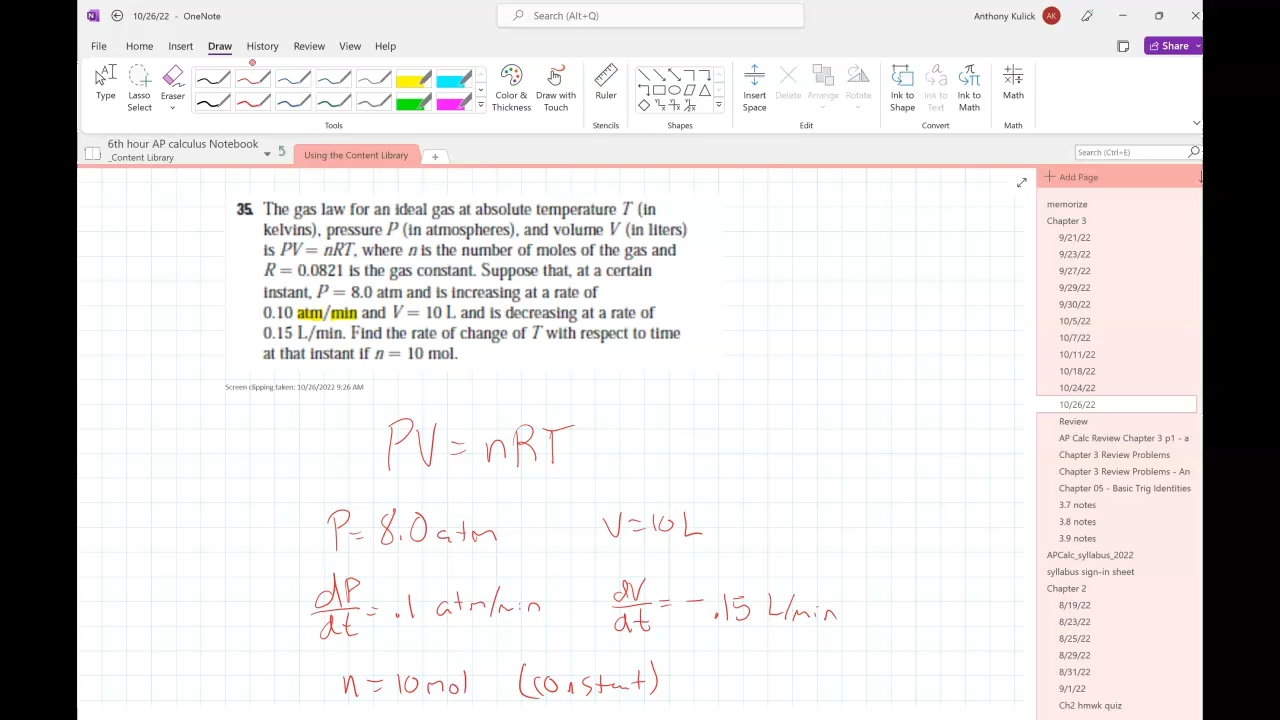 10/26/22 - OneNote
Search (Alt+Q)
Anthony Kulick AK
File Home Insert Draw History Review View Help
Share
Type
Lasso Select
Eraser
Color & Thickness
Draw with Touch
Ruler
Insert Space
Delete
Arrange
Rotate
Ink to Shape
Ink to Text
Ink to Math
Math
Tools
Stencils
Shapes
Edit
Convert
Math
6th hour AP calculus Notebook
_Content Library
Using the Content Library
+
Search (Ctrl+E)
35. The gas law for an ideal gas at absolute temperature T (in
kelvins), pressure P (in atmospheres), and volume V (in liters)
is PV = nRT, where n is the number of moles of the gas and
R = 0.0821 is the gas constant. Suppose that, at a certain
instant, P = 8.0 atm and is increasing at a rate of
0.10 atm/min and V = 10 L and is decreasing at a rate of
0.15 L/min. Find the rate of change of T with respect to time
at that instant if n = 10 mol.
Screen clipping taken: 10/26/2022 9:26 AM
PV = nRT
P = 8.0 atm V = 10 L
dP/dt = .1 atm/min dV/dt = -.15 L/min
n = 10 mol (constant)
Add Page
memorize
Chapter 3
9/21/22
9/23/22
9/27/22
9/29/22
9/30/22
10/5/22
10/7/22
10/11/22
10/18/22
10/24/22
10/26/22
Review
AP Calc Review Chapter 3 p1 - a
Chapter 3 Review Problems
Chapter 3 Review Problems - An
Chapter 05 - Basic Trig Identities
3.7 notes
3.8 notes
3.9 notes
APCalc_syllabus_2022
syllabus sign-in sheet
Chapter 2
8/19/22
8/23/22
8/25/22
8/29/22
8/31/22
9/1/22
Ch2 hmwk quiz